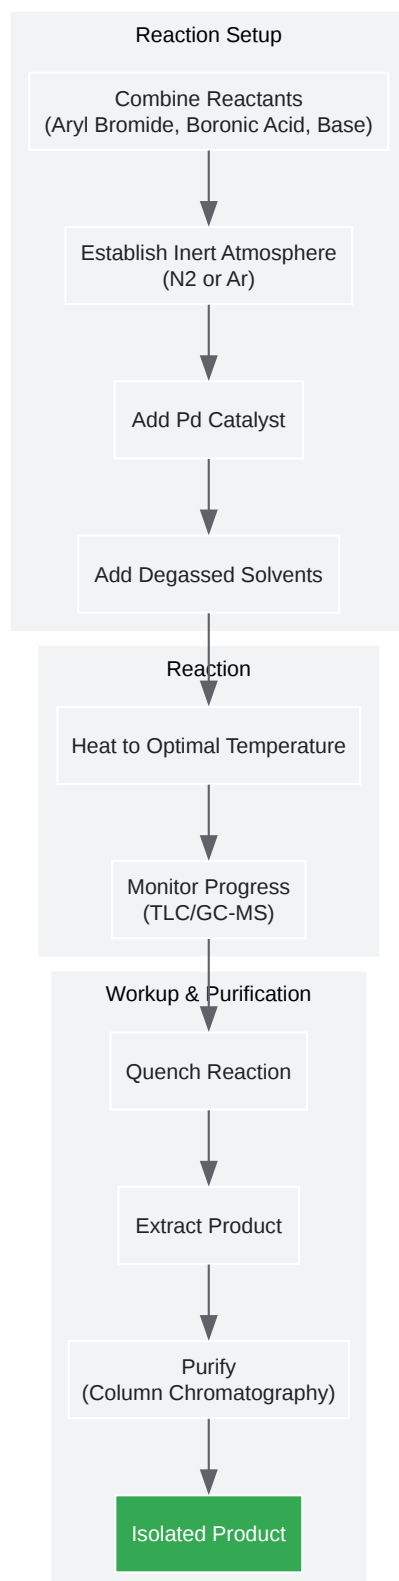 Reaction Setup
Combine Reactants
(Aryl Bromide, Boronic Acid, Base)
Establish Inert Atmosphere
(N2 or Ar)
Add Pd Catalyst
Add Degassed Solvents
Reaction
Heat to Optimal Temperature
Monitor Progress
(TLC/GC-MS)
Workup & Purification
Quench Reaction
Extract Product
Purify
(Column Chromatography)
Isolated Product